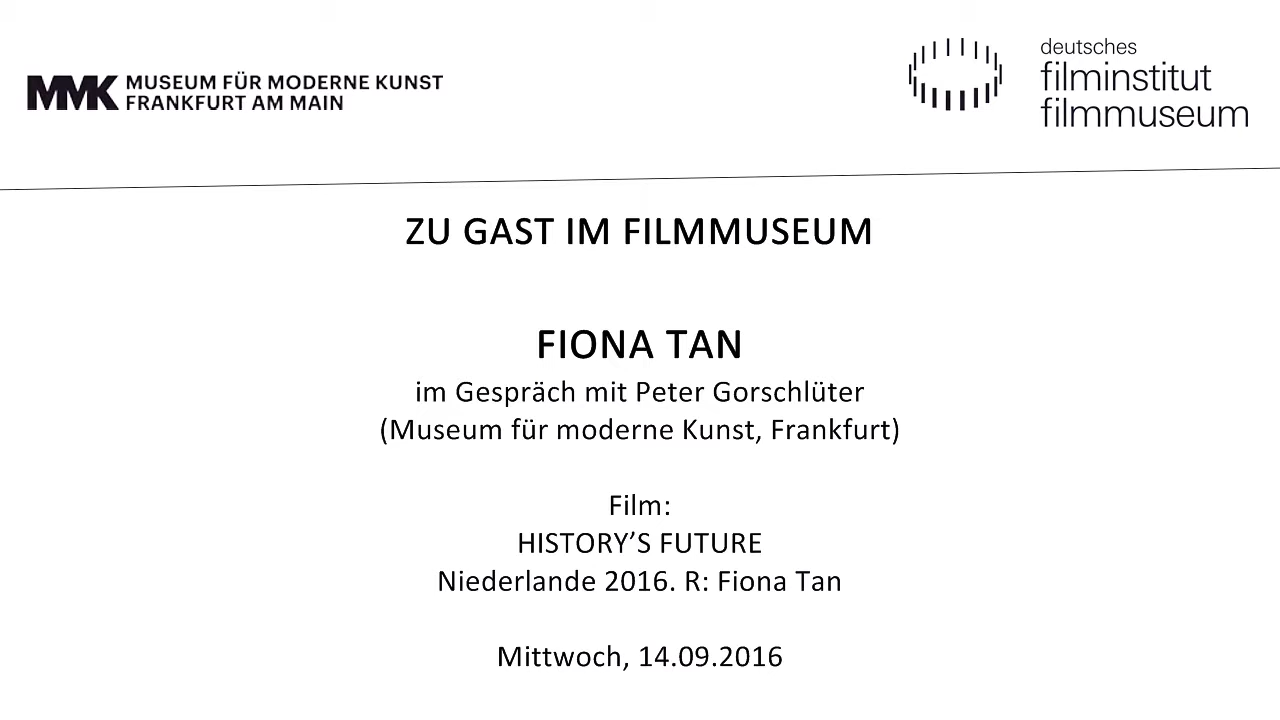 MMK MUSEUM FÜR MODERNE KUNST
FRANKFURT AM MAIN
deutsches
filminstitut
filmmuseum
ZU GAST IM FILMMUSEUM
FIONA TAN
im Gespräch mit Peter Gorschlüter
(Museum für moderne Kunst, Frankfurt)
Film:
HISTORY’S FUTURE
Niederlande 2016. R: Fiona Tan
Mittwoch, 14.09.2016